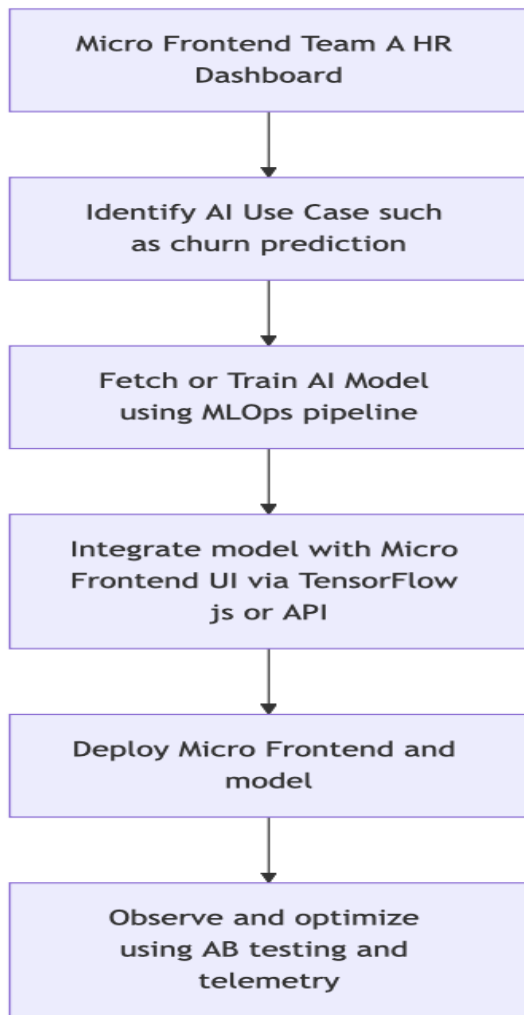 Micro Frontend Team A HR
Dashboard
Identify AI Use Case such
as churn prediction
Fetch or Train AI Model
using MLOps pipeline
Integrate model with Micro
Frontend UI via TensorFlow
js or API
Deploy Micro Frontend and
model
Observe and optimize
using AB testing and
telemetry